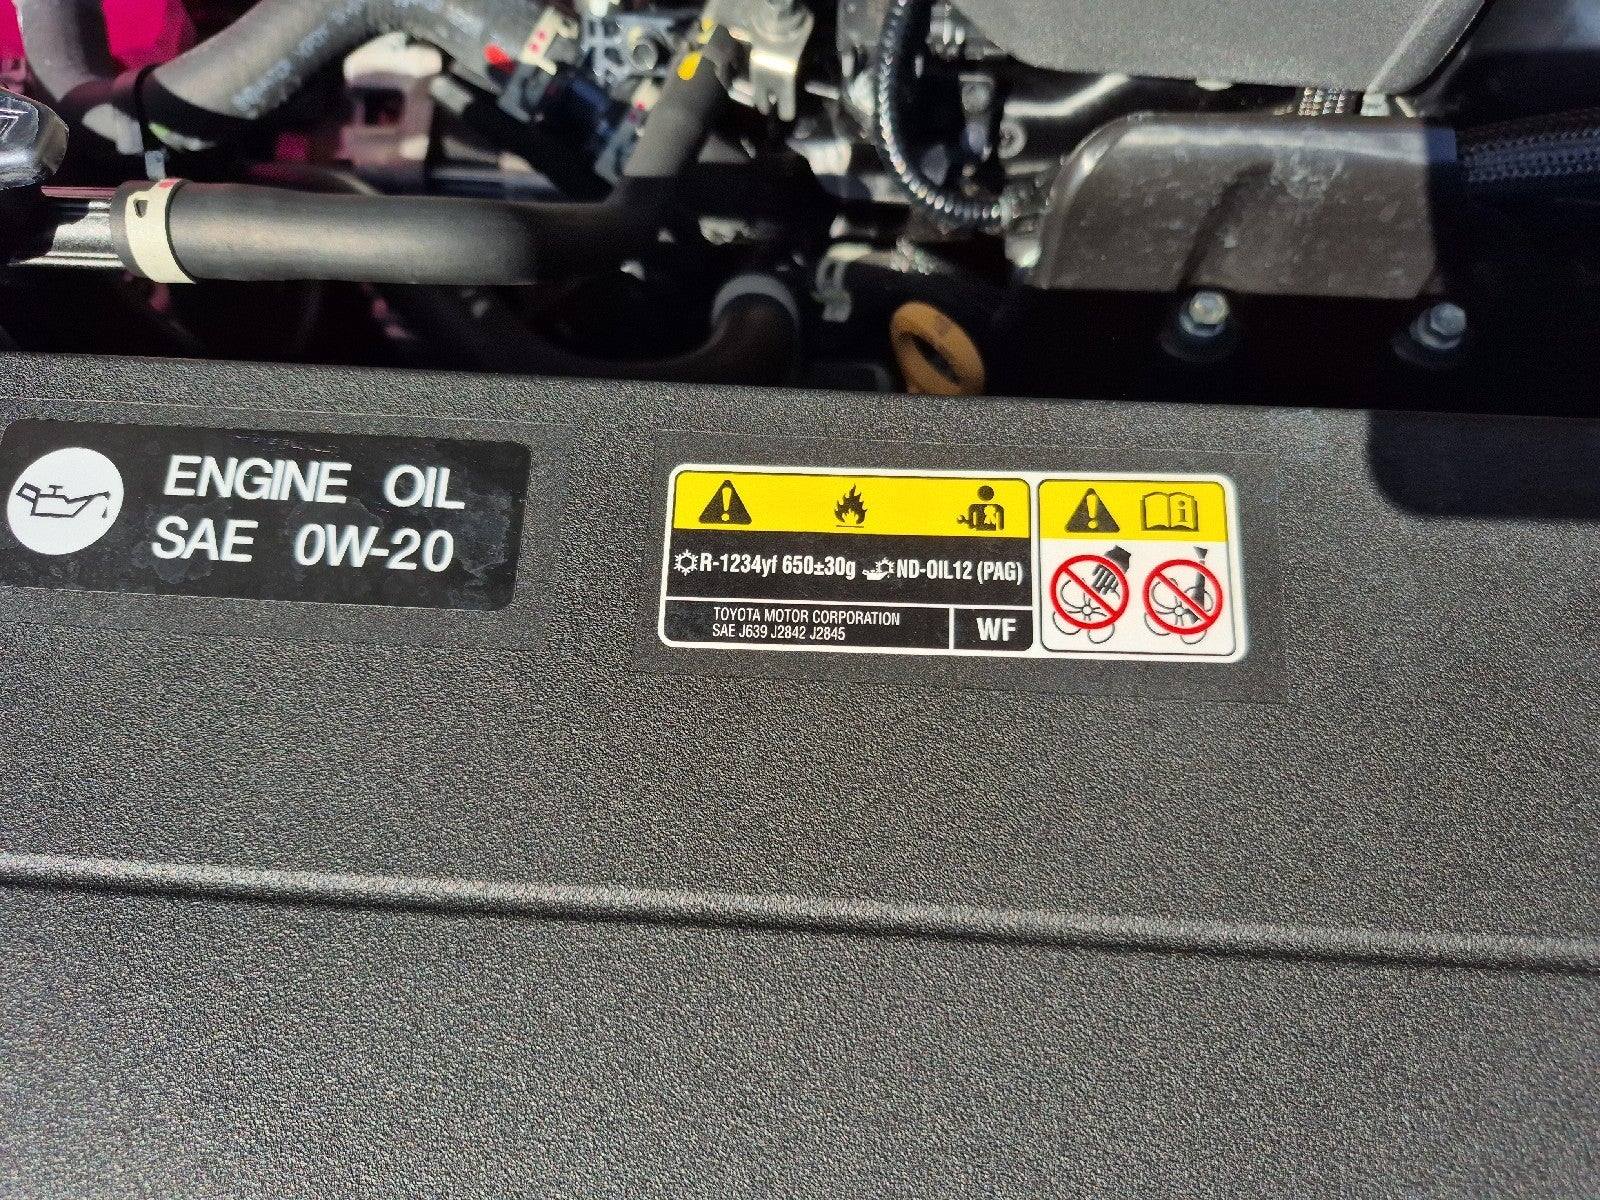 ENGINE OIL
SAE 0W-20
R-1234yf 650±30g ND-OIL12 (PAG)
TOYOTA MOTOR CORPORATION
SAE J639 J2842 J2845
WF